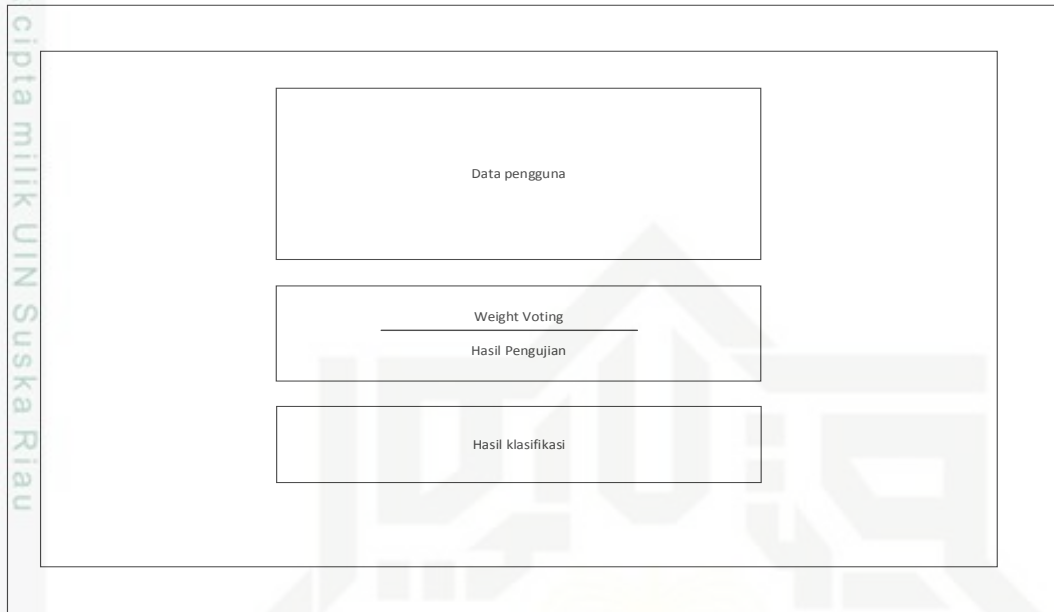 cipta milik UIN Suska Riau
Data pengguna
Weight Voting
Hasil Pengujian
Hasil klasifikasi